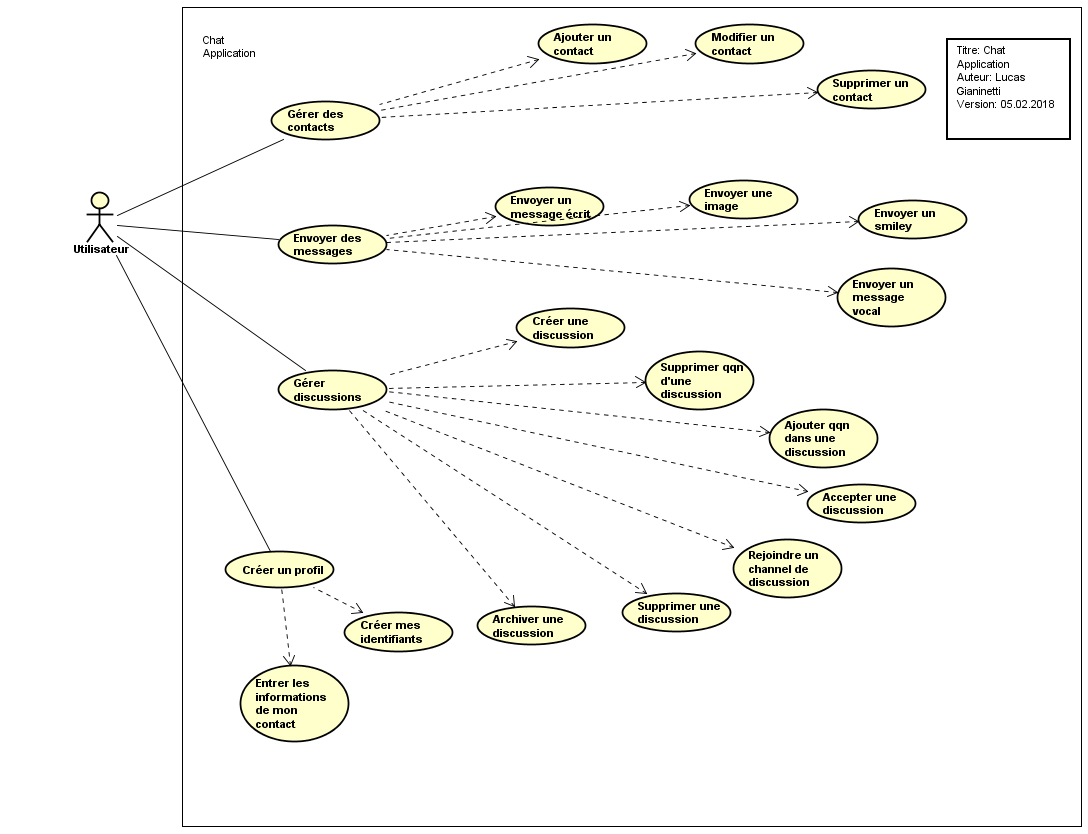 Chat
Application
Titre: Chat
Application
Auteur: Lucas
Gianinetti
Version: 05.02.2018
Ajouter un
contact
Modifier un
contact
Supprimer un
contact
Gérer des
contacts
Utilisateur
Envoyer des
messages
Envoyer un
message écrit
Envoyer une
image
Envoyer un
smiley
Envoyer un
message
vocal
Gérer
discussions
Créer une
discussion
Supprimer qqn
d'une
discussion
Ajouter qqn
dans une
discussion
Accepter une
discussion
Rejoindre un
channel de
discussion
Supprimer une
discussion
Archiver une
discussion
Créer un profil
Créer mes
identifiants
Entrer les
informations
de mon
contact